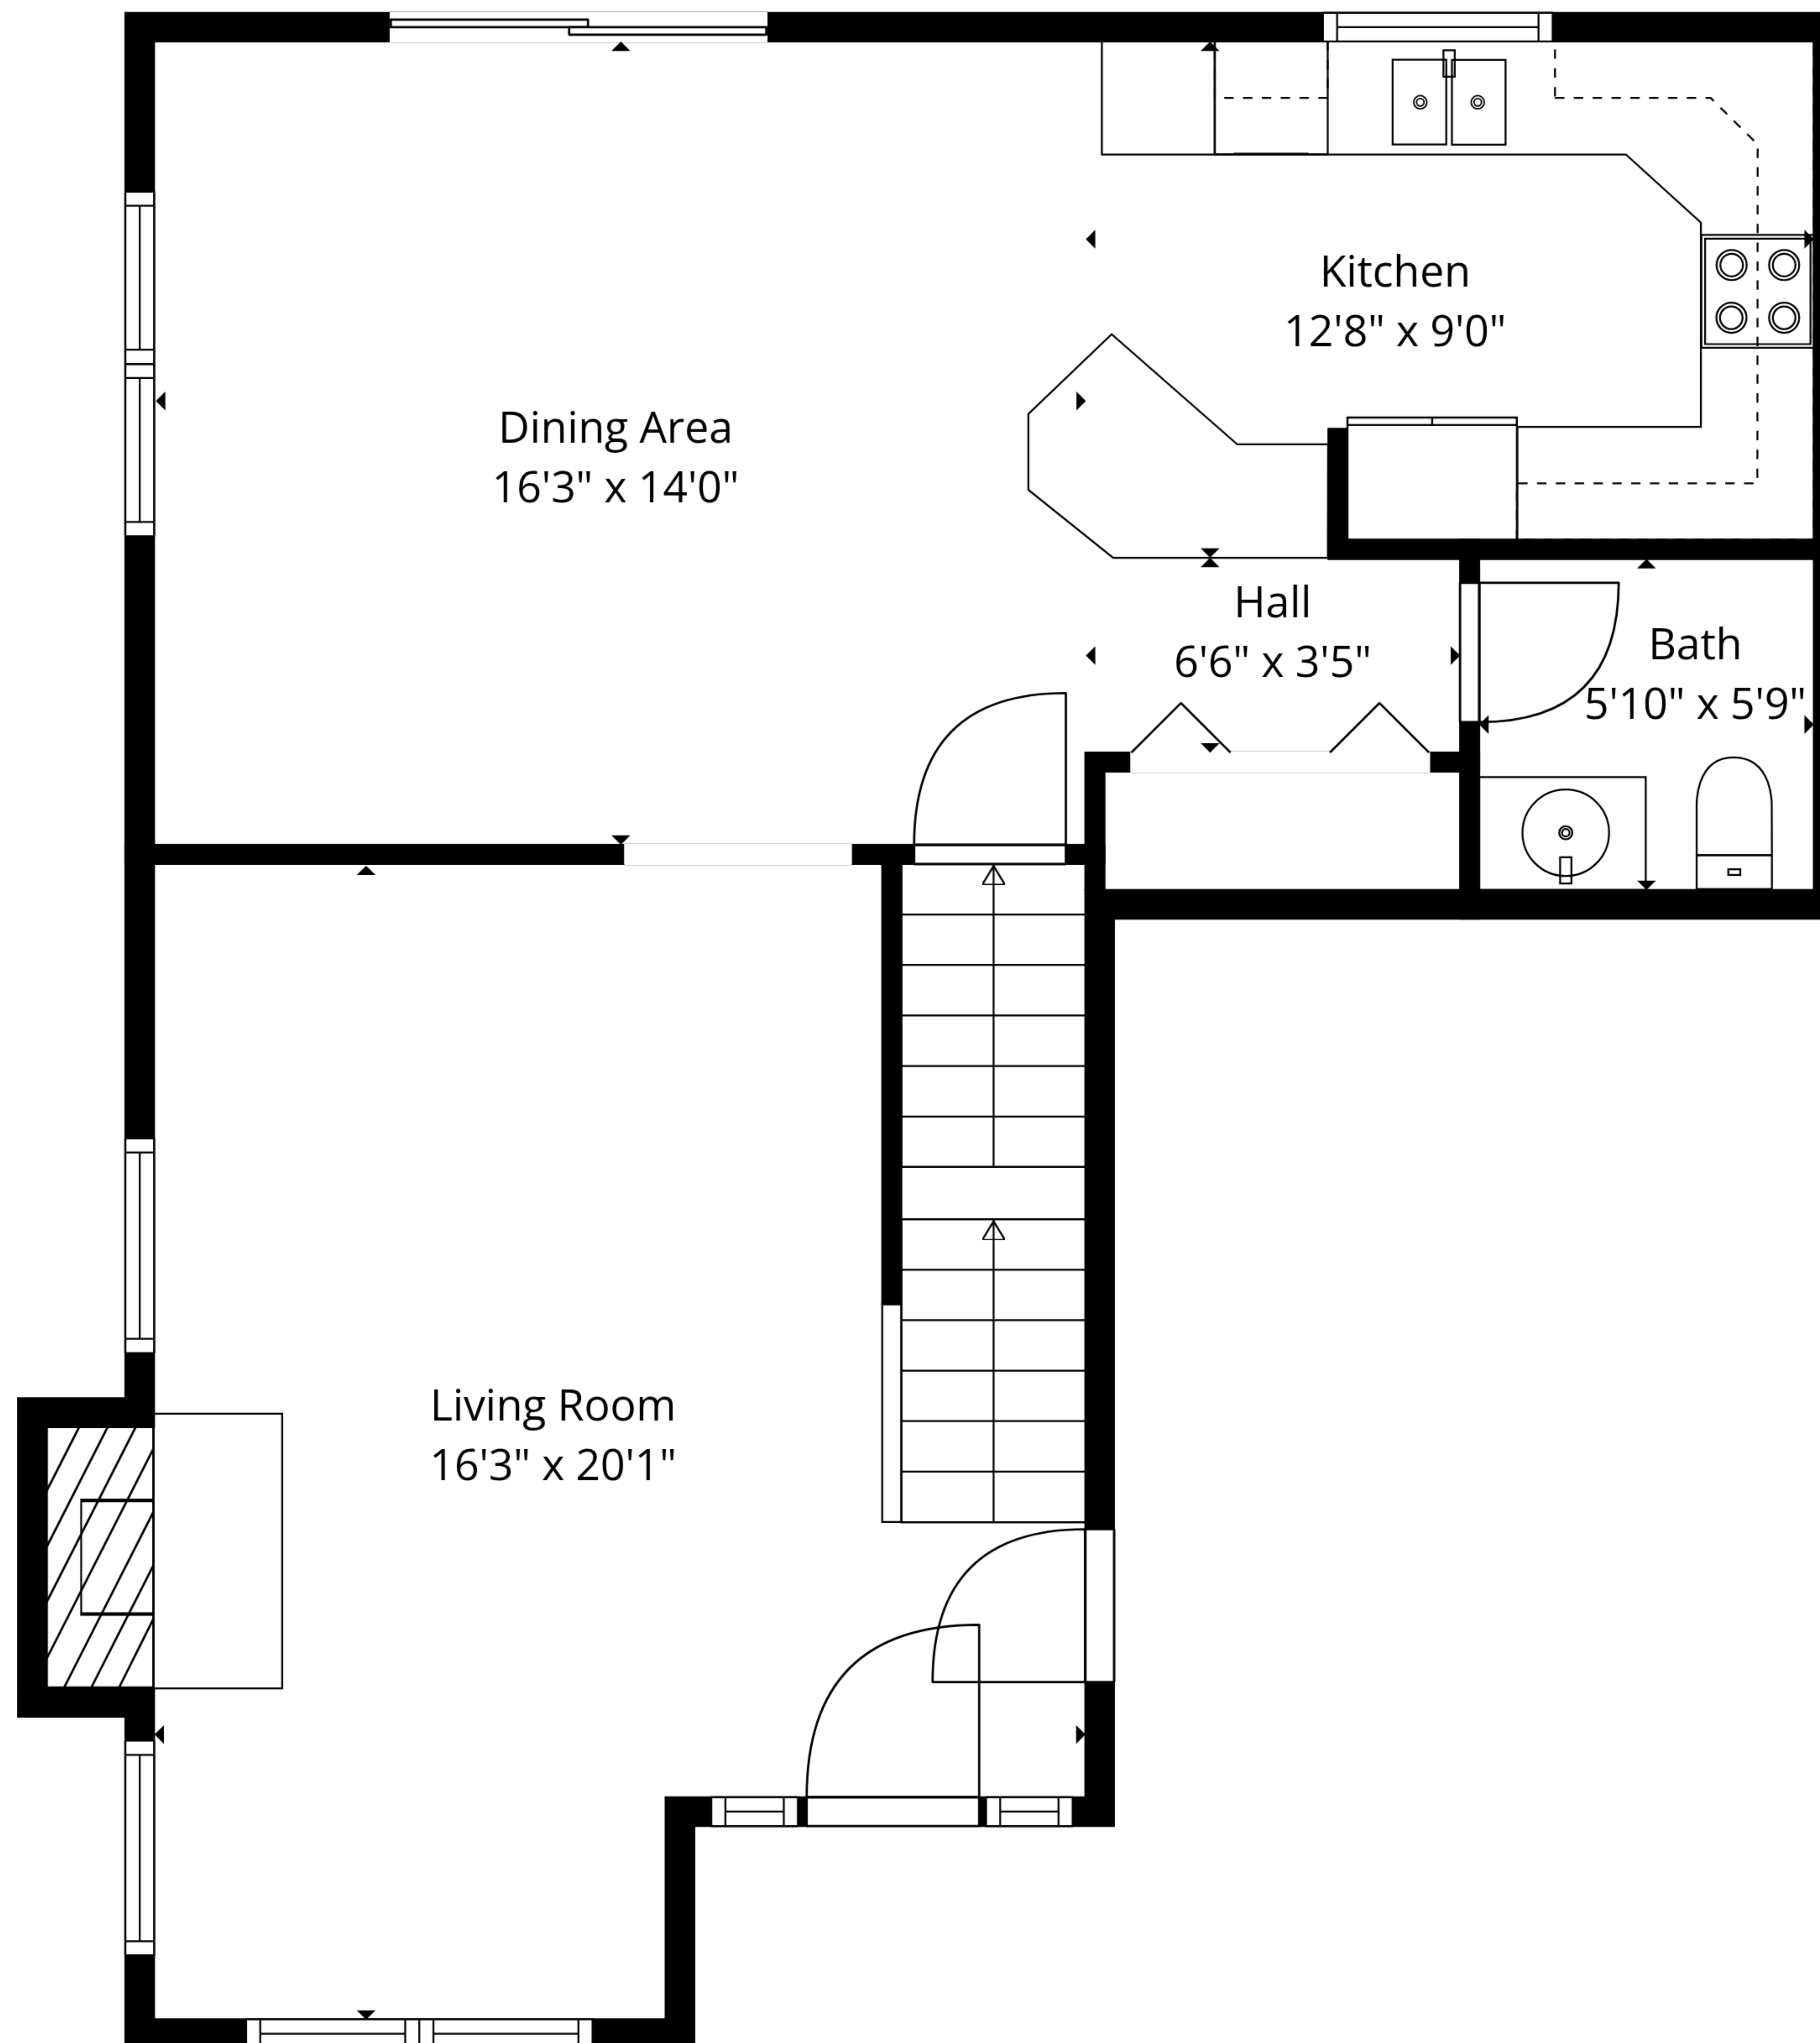 Kitchen
12'8" x 9'0"
Dining Area
16'3" x 14'0"
Hall
6'6" x 3'5"
Bath
5'10" x 5'9"
Living Room
16'3" x 20'1"